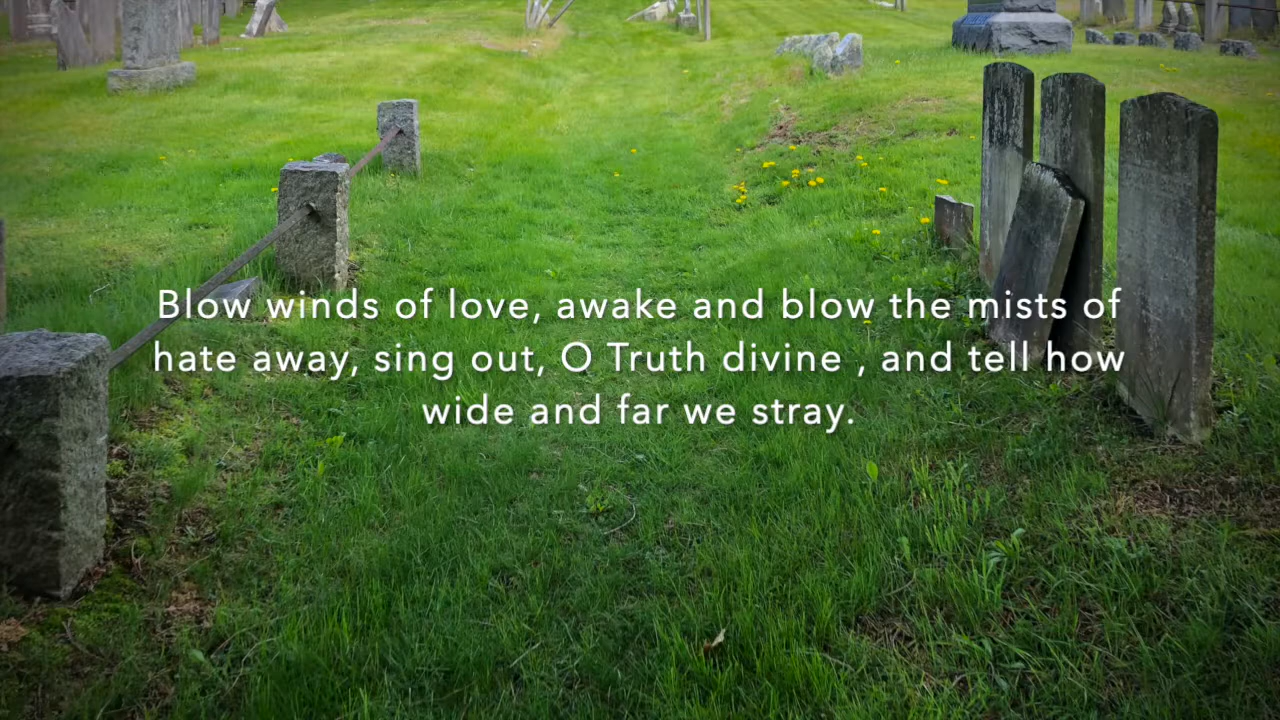 Blow winds of love, awake and blow the mists of
hate away, sing out, O Truth divine , and tell how
wide and far we stray.